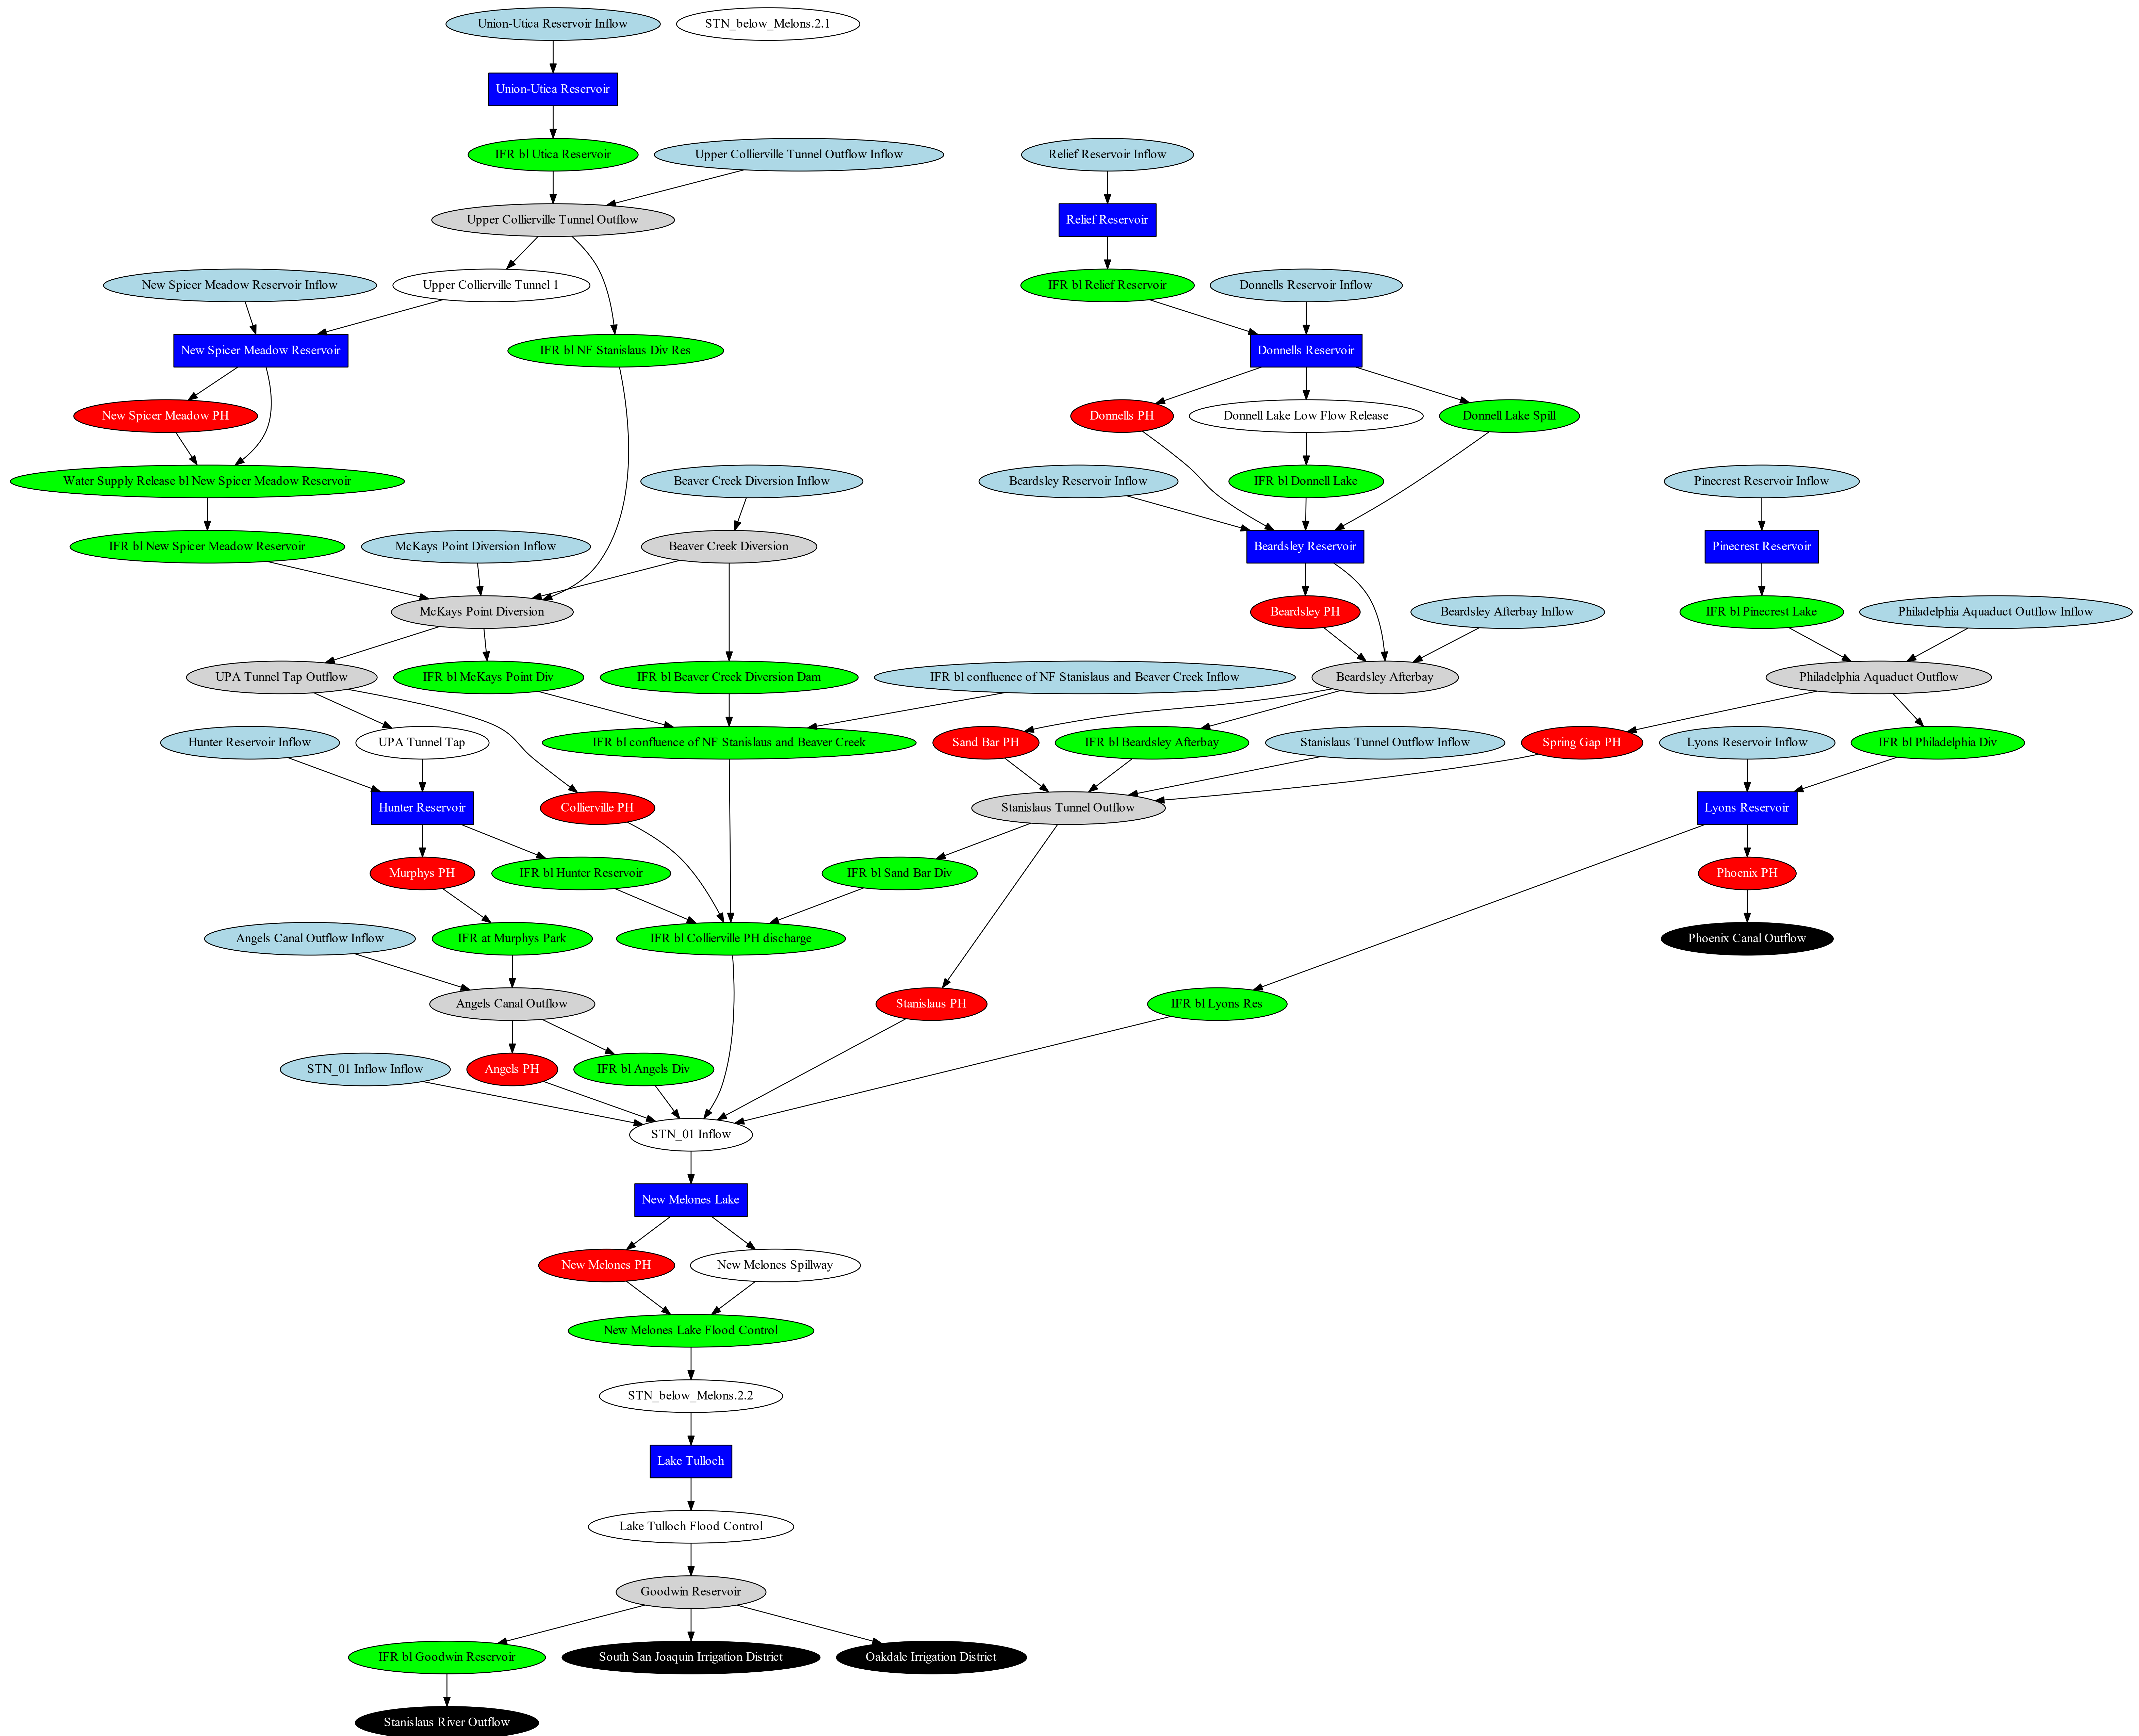 Union-Utica Reservoir Inflow
STN_below_Melons.2.1
Union-Utica Reservoir
IFR bl Utica Reservoir
Upper Collierville Tunnel Outflow Inflow
Relief Reservoir Inflow
Upper Collierville Tunnel Outflow
Relief Reservoir
New Spicer Meadow Reservoir Inflow
Upper Collierville Tunnel 1
IFR bl Relief Reservoir
Donnells Reservoir Inflow
New Spicer Meadow Reservoir
IFR bl NF Stanislaus Div Res
Donnells Reservoir
New Spicer Meadow PH
Donnells PH
Donnell Lake Low Flow Release
Donnell Lake Spill
Water Supply Release bl New Spicer Meadow Reservoir
Beaver Creek Diversion Inflow
Beardsley Reservoir Inflow
IFR bl Donnell Lake
Pinecrest Reservoir Inflow
IFR bl New Spicer Meadow Reservoir
McKays Point Diversion Inflow
Beaver Creek Diversion
Beardsley Reservoir
Pinecrest Reservoir
McKays Point Diversion
Beardsley PH
Beardsley Afterbay Inflow
IFR bl Pinecrest Lake
Philadelphia Aquaduct Outflow Inflow
UPA Tunnel Tap Outflow
IFR bl McKays Point Div
IFR bl Beaver Creek Diversion Dam
IFR bl confluence of NF Stanislaus and Beaver Creek Inflow
Beardsley Afterbay
Philadelphia Aquaduct Outflow
Hunter Reservoir Inflow
UPA Tunnel Tap
IFR bl confluence of NF Stanislaus and Beaver Creek
Sand Bar PH
IFR bl Beardsley Afterbay
Stanislaus Tunnel Outflow Inflow
Spring Gap PH
Lyons Reservoir Inflow
IFR bl Philadelphia Div
Hunter Reservoir
Collierville PH
Stanislaus Tunnel Outflow
Lyons Reservoir
Murphys PH
IFR bl Hunter Reservoir
IFR bl Sand Bar Div
Phoenix PH
Angels Canal Outflow Inflow
IFR at Murphys Park
IFR bl Collierville PH discharge
Phoenix Canal Outflow
Angels Canal Outflow
Stanislaus PH
IFR bl Lyons Res
STN_01 Inflow Inflow
Angels PH
IFR bl Angels Div
STN_01 Inflow
New Melones Lake
New Melones PH
New Melones Spillway
New Melones Lake Flood Control
STN_below_Melons.2.2
Lake Tulloch
Lake Tulloch Flood Control
Goodwin Reservoir
IFR bl Goodwin Reservoir
South San Joaquin Irrigation District
Oakdale Irrigation District
Stanislaus River Outflow